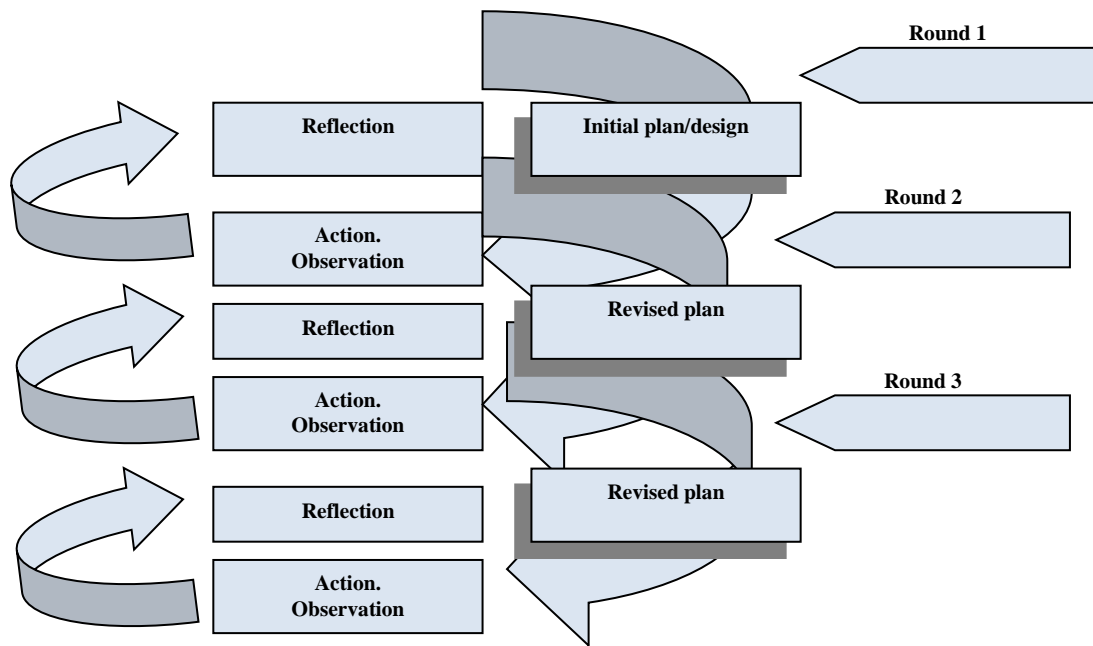 Round 1
Reflection
Initial plan/design
Round 2
Action.
Observation
Revised plan
Reflection
Round 3
Action.
Observation
Revised plan
Reflection
Action.
Observation